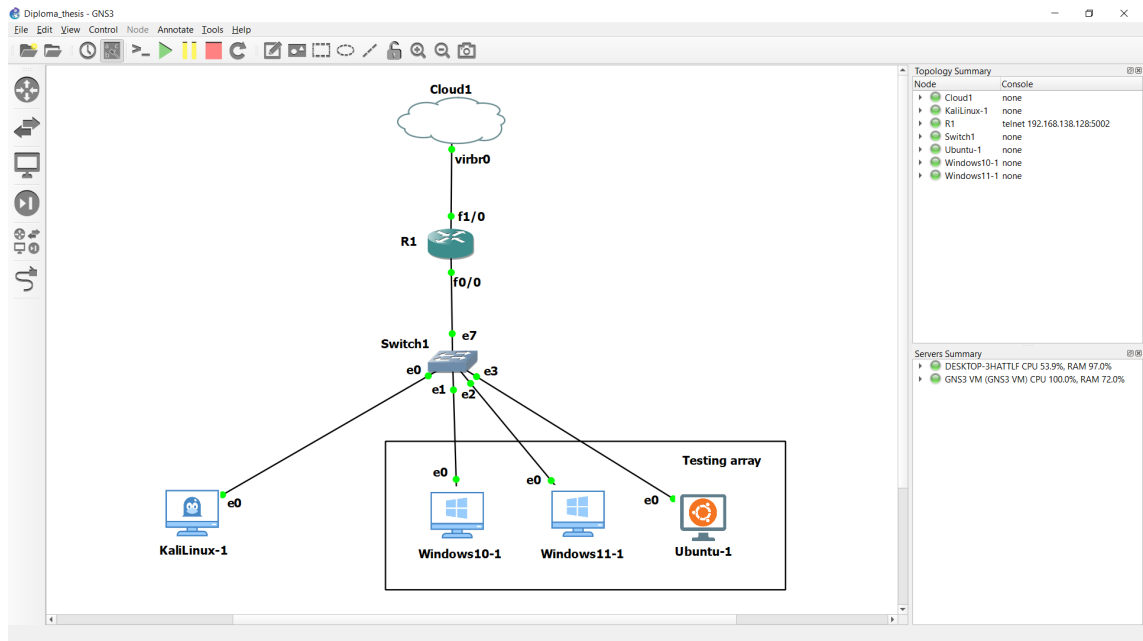 Diploma_thesis - GNS3
File Edit View Control Node Annotate Tools Help
Cloud1
virbr0
f1/0
R1
f0/0
e7
Switch1
e0
e3
e1
e2
Testing array
e0
e0
e0
e0
KaliLinux-1
Windows10-1
Windows11-1
Ubuntu-1
Topology Summary
Node Console
Cloud1 none
KaliLinux-1 none
R1 telnet 192.168.138.128:5002
Switch1 none
Ubuntu-1 none
Windows10-1 none
Windows11-1 none
Servers Summary
DESKTOP-3HATTLF CPU 53.9%, RAM 97.0%
GNS3 VM (GNS3 VM) CPU 100.0%, RAM 72.0%